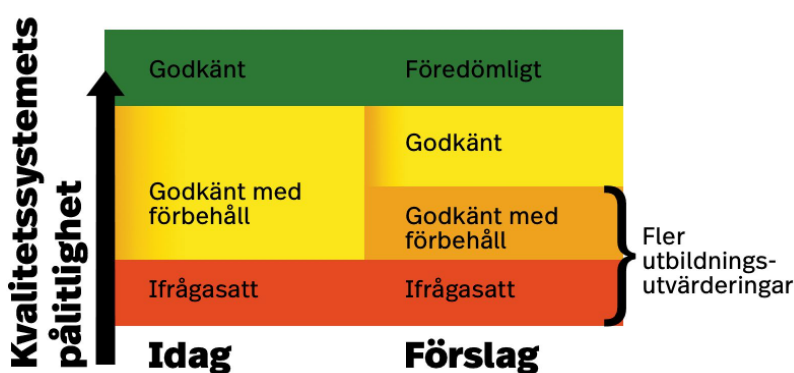 Kvalitetssystemets
pålitlighet
Godkänt
Föredömligt
Godkänt
Godkänt med
förbehåll
Godkänt med
förbehåll
Ifrågasatt
Ifrågasatt
Fler
utbildnings-
utvärderingar
Idag
Förslag